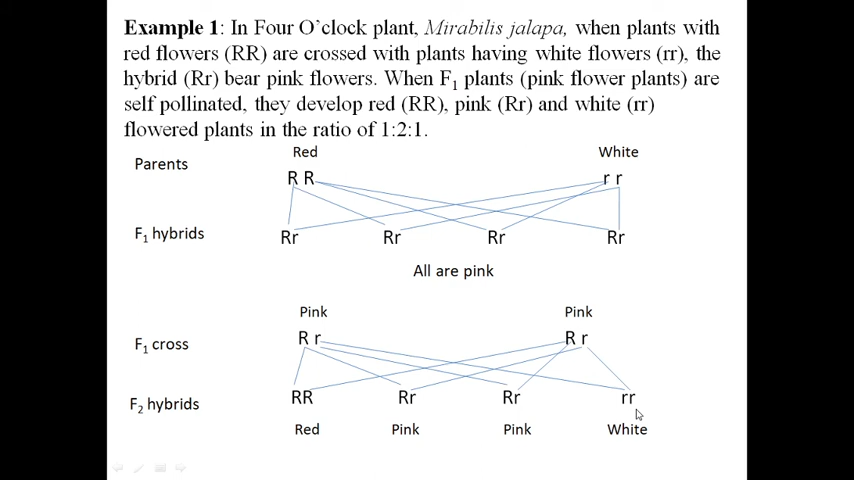 Example 1: In Four O’clock plant, Mirabilis jalapa, when plants with
red flowers (RR) are crossed with plants having white flowers (rr), the
hybrid (Rr) bear pink flowers. When F₁ plants (pink flower plants) are
self pollinated, they develop red (RR), pink (Rr) and white (rr)
flowered plants in the ratio of 1:2:1.
Red White
Parents
R R r r
F₁ hybrids Rr Rr Rr Rr
All are pink
Pink Pink
F₁ cross R r R r
F₂ hybrids RR Rr Rr rr
Red Pink Pink White